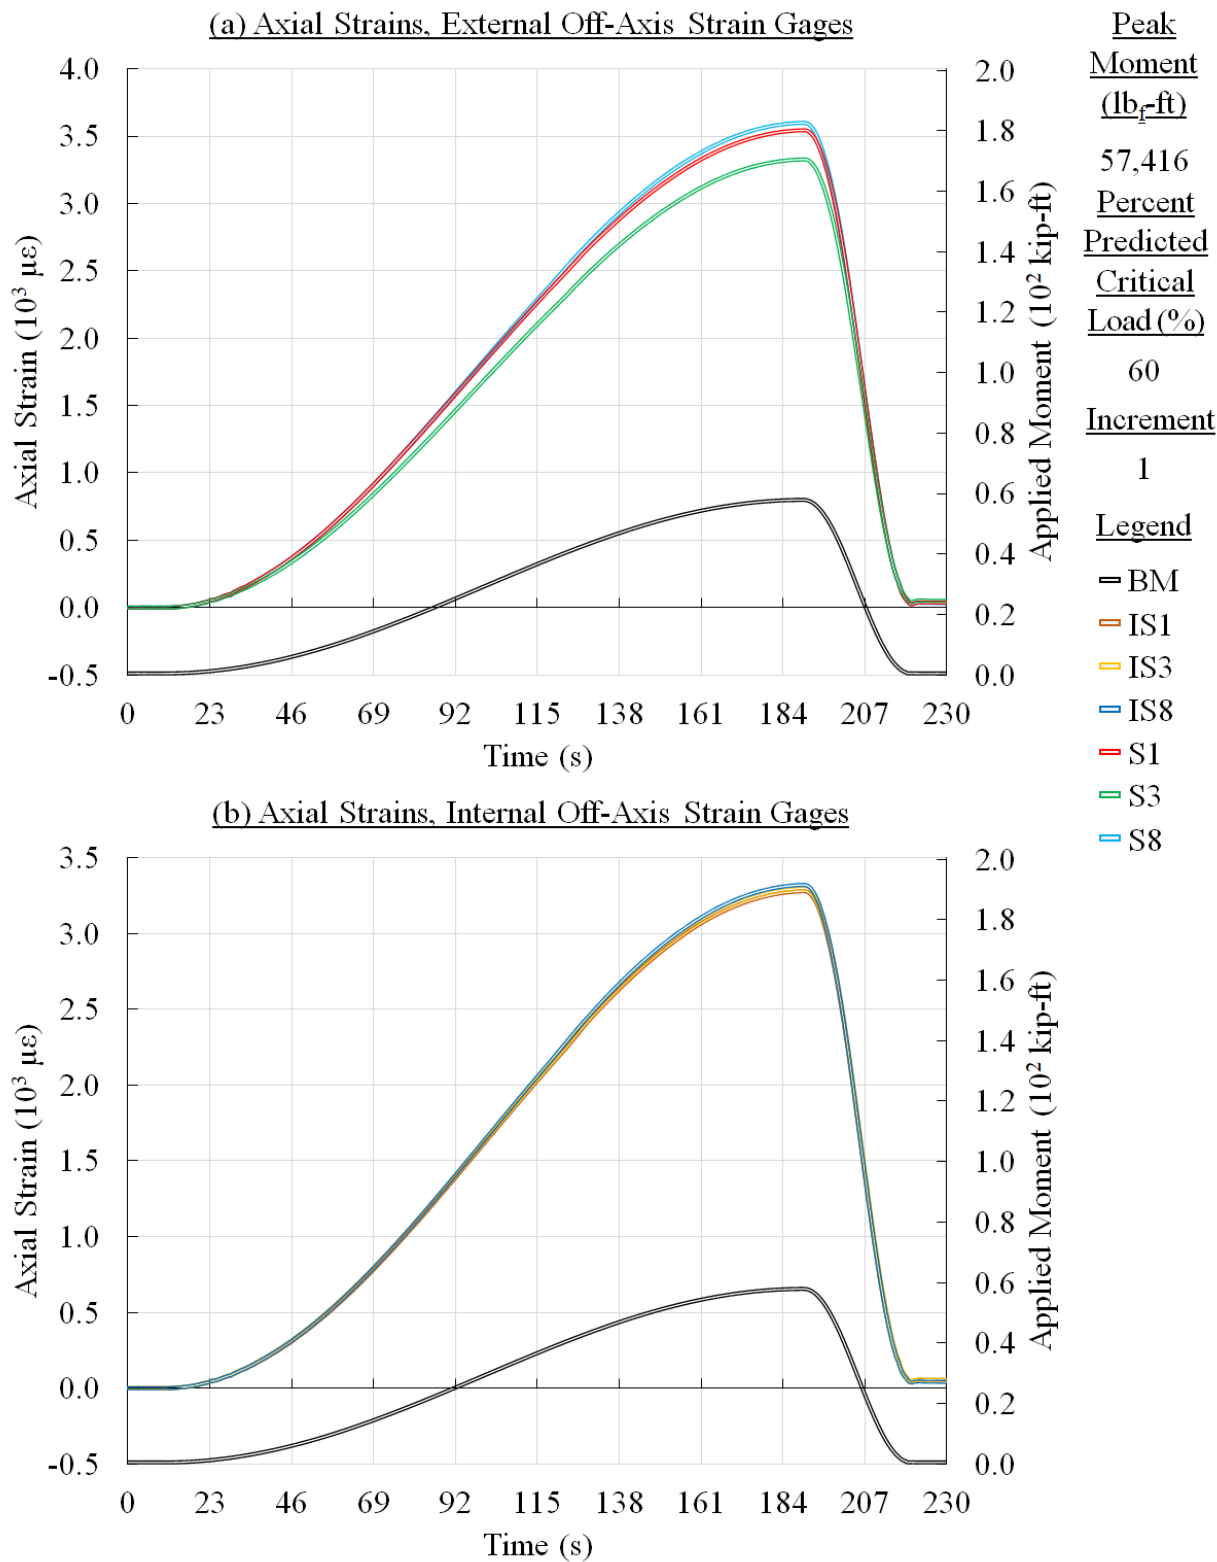 (a) Axial Strains, External Off-Axis Strain Gages
4.0
3.5
3.0
2.5
2.0
1.5
1.0
0.5
0.0
-0.5
Axial Strain (10³ με)
2.0
1.8
1.6
1.4
1.2
1.0
0.8
0.6
0.4
0.2
0.0
Applied Moment (10² kip-ft)
0 23 46 69 92 115 138 161 184 207 230
Time (s)
(b) Axial Strains, Internal Off-Axis Strain Gages
3.5
3.0
2.5
2.0
1.5
1.0
0.5
0.0
-0.5
Axial Strain (10³ με)
2.0
1.8
1.6
1.4
1.2
1.0
0.8
0.6
0.4
0.2
0.0
Applied Moment (10² kip-ft)
0 23 46 69 92 115 138 161 184 207 230
Time (s)
Peak
Moment
(lbf-ft)
57,416
Percent
Predicted
Critical
Load (%)
60
Increment
1
Legend
BM
IS1
IS3
IS8
S1
S3
S8